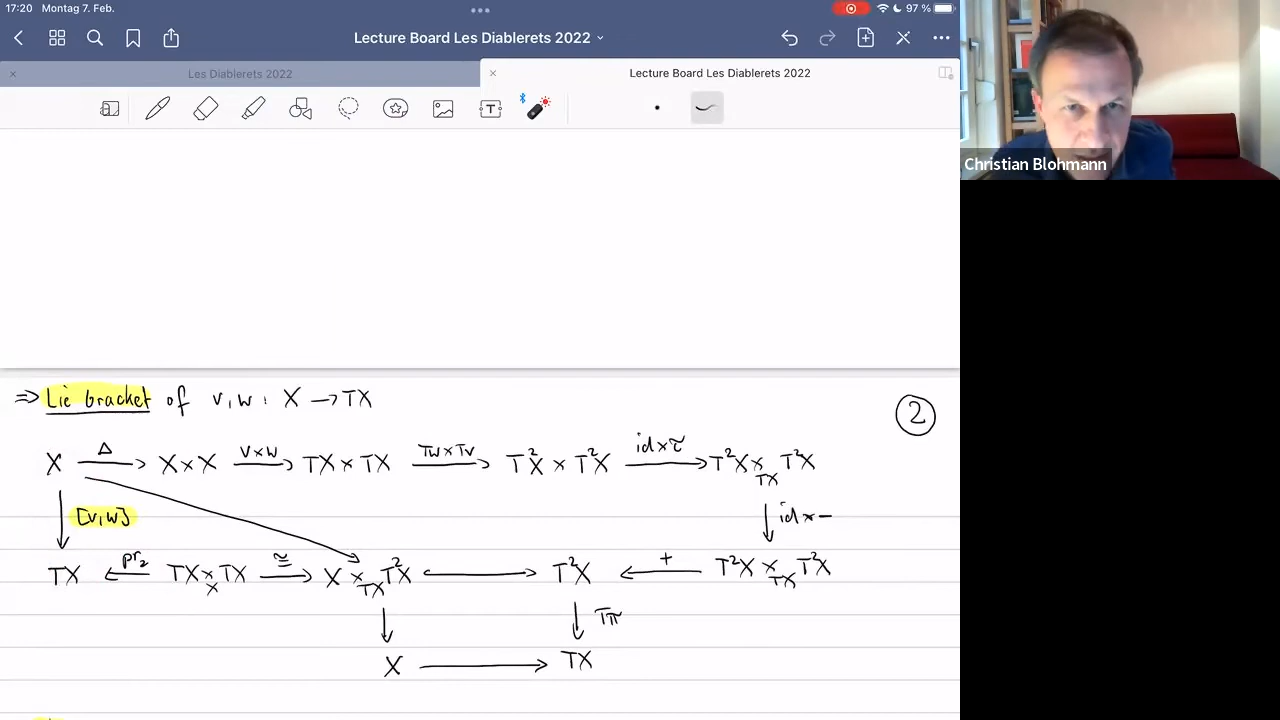 17:20 Montag 7. Feb. 97 %
Lecture Board Les Diablerets 2022
Les Diablerets 2022
Lecture Board Les Diablerets 2022
T
Christian Blohmann
⇒ Lie bracket of v,w : X → TX
2
X —Δ→ X × X —v×w→ TX × TX —Tw×Tv→ T²X × T²X —id×τ→ T²X ×_TX T²X
↓ [v,w] ↓ id × −
TX ←pr₂— TX ×_X TX —≅→ X ×_TX T²X ⟷ T²X ←+— T²X ×_TX T²X
↓ ↓ Tπ
X ⟶ TX